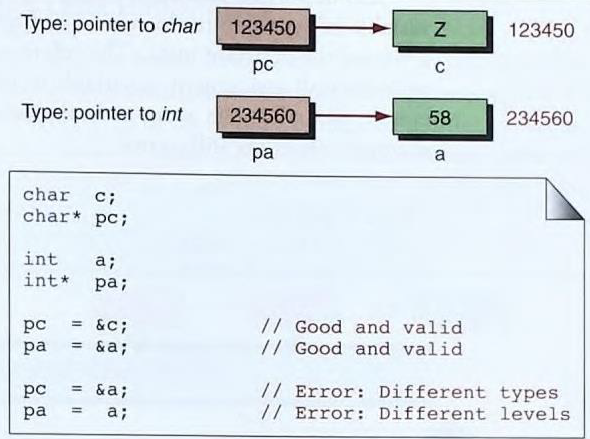 Type: pointer to char 123450 Z 123450
pc c
Type: pointer to int 234560 58 234560
pa a
char c;
char* pc;
int a;
int* pa;
pc = &c; // Good and valid
pa = &a; // Good and valid
pc = &a; // Error: Different types
pa = a; // Error: Different levels